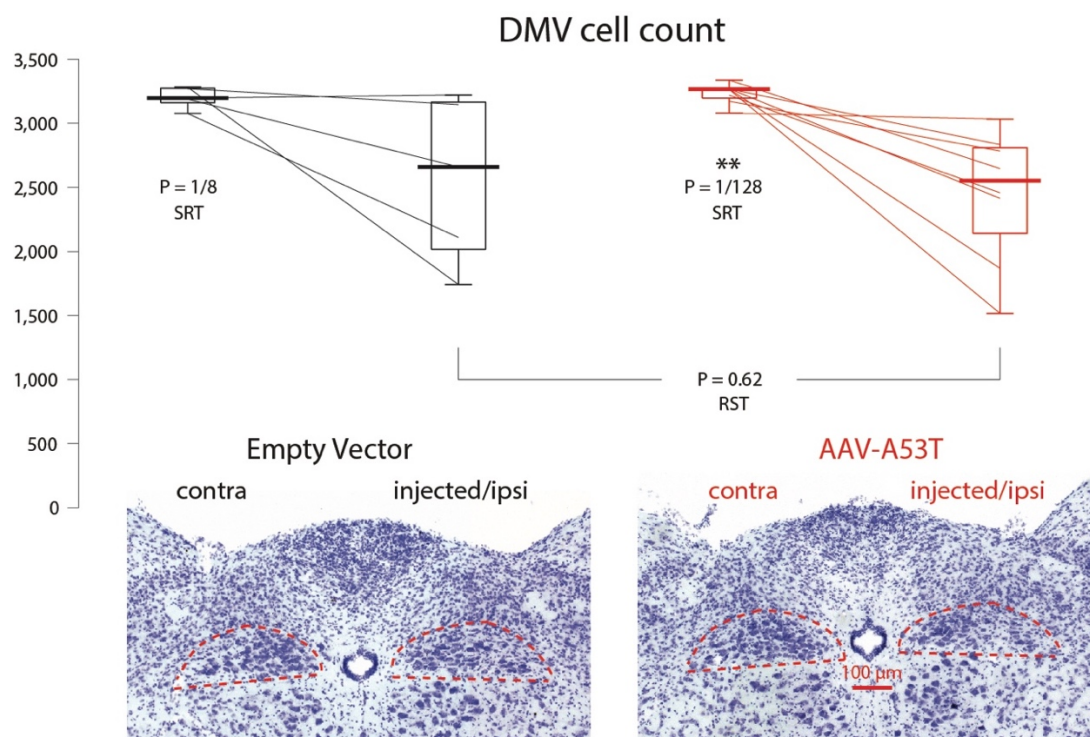 DMV cell count
3,500
3,000
2,500
2,000
1,500
1,000
500
0
P = 1/8
SRT
**
P = 1/128
SRT
P = 0.62
RST
Empty Vector
contra
injected/ipsi
AAV-A53T
contra
injected/ipsi
100 µm